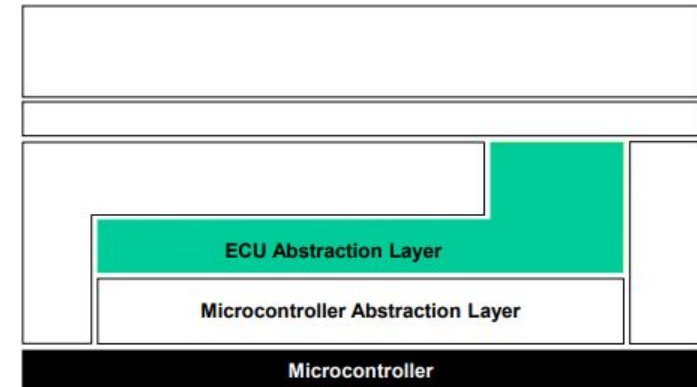 ECU Abstraction Layer
Microcontroller Abstraction Layer
Microcontroller